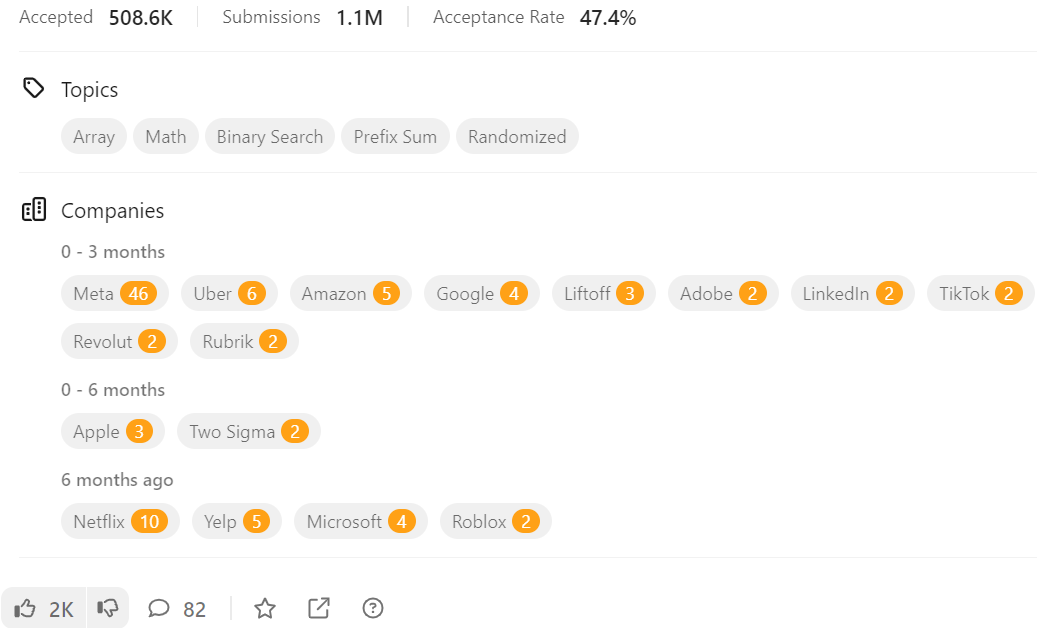 Accepted 508.6K Submissions 1.1M Acceptance Rate 47.4%
Topics
Array Math Binary Search Prefix Sum Randomized
Companies
0 - 3 months
Meta 46 Uber 6 Amazon 5 Google 4 Liftoff 3 Adobe 2 LinkedIn 2 TikTok 2
Revolut 2 Rubrik 2
0 - 6 months
Apple 3 Two Sigma 2
6 months ago
Netflix 10 Yelp 5 Microsoft 4 Roblox 2
2K 82 ?